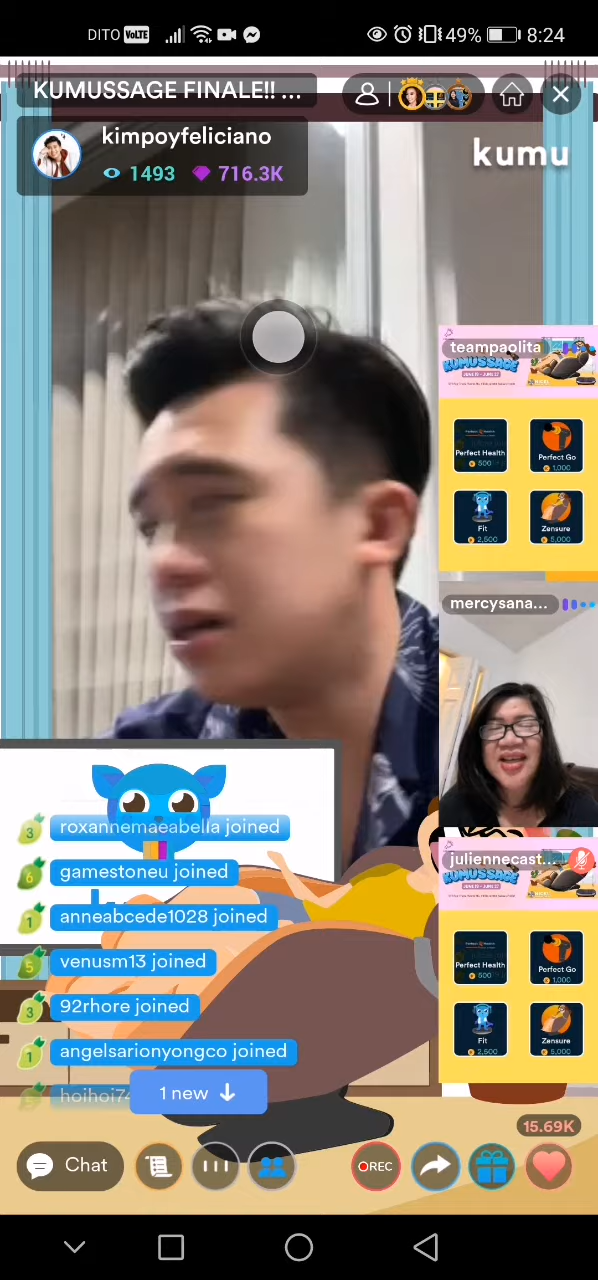 DITO VoLTE 49% 8:24
KUMUSSAGE FINALE!! ...
kimpoyfeliciano
1493 716.3K
kumu
teampaolita
KUMUSSAGE
Perfect Health
500
Perfect Go
1,000
Fit
2,500
Zensure
5,000
mercysana...
juliennecast...
KUMUSSAGE
Perfect Health
500
Perfect Go
1,000
Fit
2,500
Zensure
5,000
3 roxannemaeabella joined
6 gamestoneu joined
1 anneabcede1028 joined
5 venusm13 joined
3 92rhore joined
1 angelsarionyongco joined
1 new
15.69K
Chat
REC